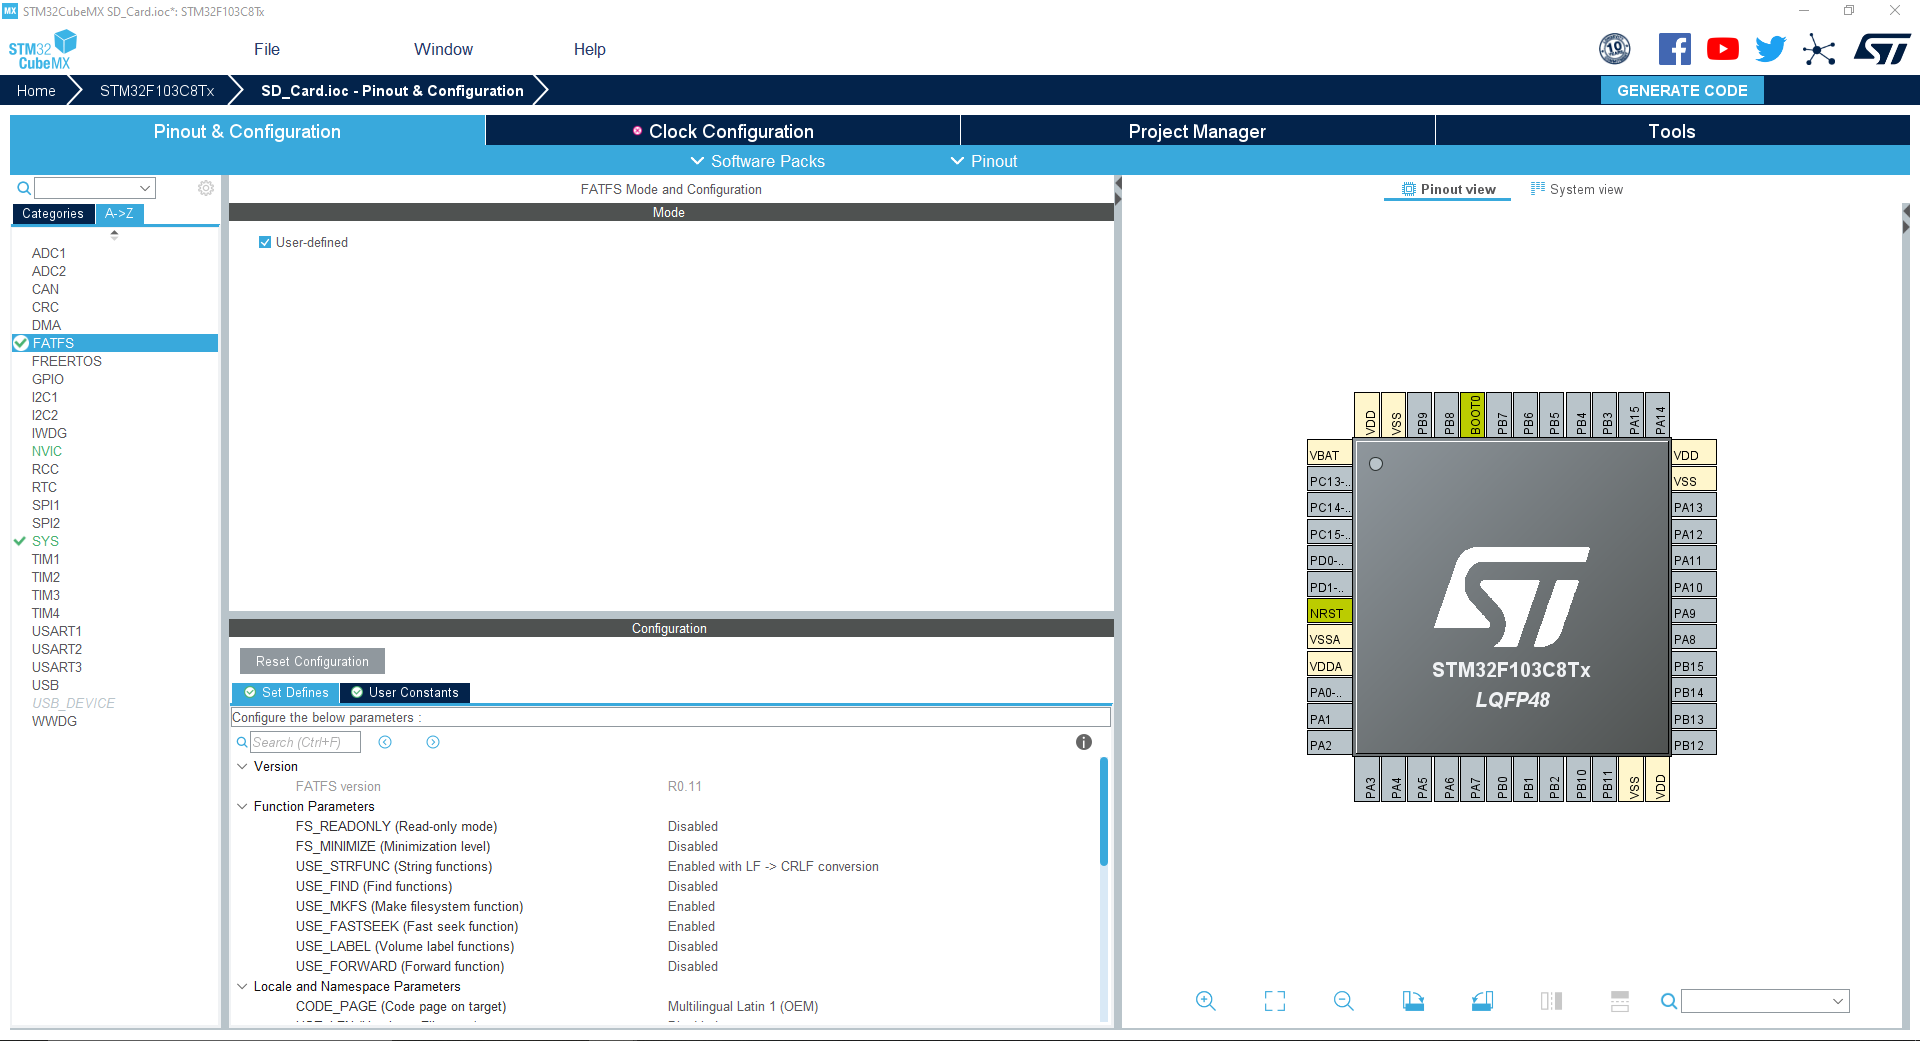 MX STM32CubeMX SD_Card.ioc*: STM32F103C8Tx
STM32
CubeMX
File Window Help
10
Home STM32F103C8Tx SD_Card.ioc - Pinout & Configuration GENERATE CODE
Pinout & Configuration Clock Configuration Project Manager Tools
Software Packs Pinout
Categories A->Z
ADC1
ADC2
CAN
CRC
DMA
FATFS
FREERTOS
GPIO
I2C1
I2C2
IWDG
NVIC
RCC
RTC
SPI1
SPI2
SYS
TIM1
TIM2
TIM3
TIM4
USART1
USART2
USART3
USB
USB_DEVICE
WWDG
FATFS Mode and Configuration
Mode
User-defined
Configuration
Reset Configuration
Set Defines User Constants
Configure the below parameters :
Search (Ctrl+F)
Version
FATFS version R0.11
Function Parameters
FS_READONLY (Read-only mode) Disabled
FS_MINIMIZE (Minimization level) Disabled
USE_STRFUNC (String functions) Enabled with LF -> CRLF conversion
USE_FIND (Find functions) Disabled
USE_MKFS (Make filesystem function) Enabled
USE_FASTSEEK (Fast seek function) Enabled
USE_LABEL (Volume label functions) Disabled
USE_FORWARD (Forward function) Disabled
Locale and Namespace Parameters
CODE_PAGE (Code page on target) Multilingual Latin 1 (OEM)
Pinout view System view
VDD VSS PB9 PB8 BOOT0 PB7 PB6 PB5 PB4 PB3 PA15 PA14
VBAT
PC13-..
PC14-..
PC15-..
PD0-..
PD1-..
NRST
VSSA
VDDA
PA0-..
PA1
PA2
STM32F103C8Tx
LQFP48
VDD
VSS
PA13
PA12
PA11
PA10
PA9
PA8
PB15
PB14
PB13
PB12
PA3 PA4 PA5 PA6 PA7 PB0 PB1 PB2 PB10 PB11 VSS VDD